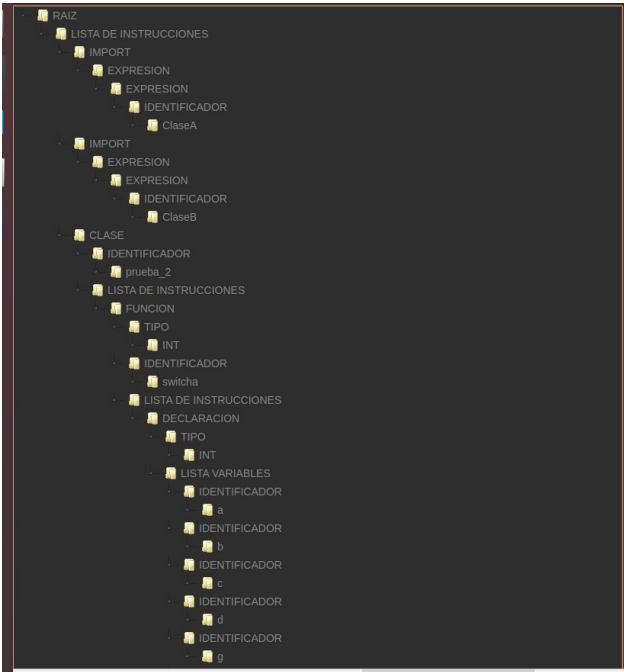 RAIZ
LISTA DE INSTRUCCIONES
IMPORT
EXPRESION
EXPRESION
IDENTIFICADOR
ClaseA
IMPORT
EXPRESION
EXPRESION
IDENTIFICADOR
ClaseB
CLASE
IDENTIFICADOR
prueba_2
LISTA DE INSTRUCCIONES
FUNCION
TIPO
INT
IDENTIFICADOR
switcha
LISTA DE INSTRUCCIONES
DECLARACION
TIPO
INT
LISTA VARIABLES
IDENTIFICADOR
a
IDENTIFICADOR
b
IDENTIFICADOR
c
IDENTIFICADOR
d
IDENTIFICADOR
g